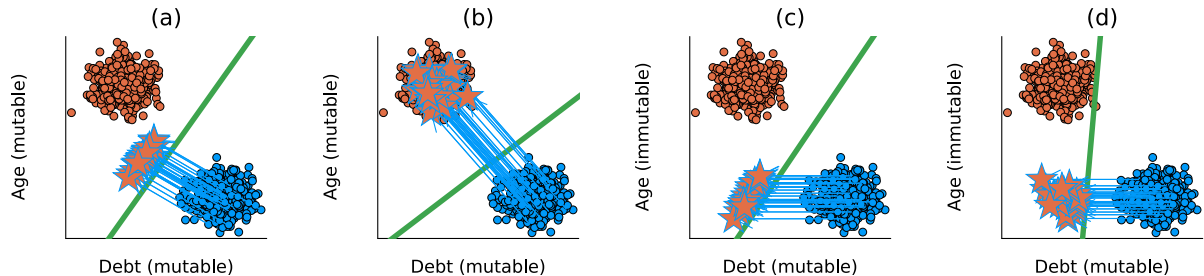 (a)
Age (mutable)
Debt (mutable)
(b)
Age (mutable)
Debt (mutable)
(c)
Age (immutable)
Debt (mutable)
(d)
Age (immutable)
Debt (mutable)